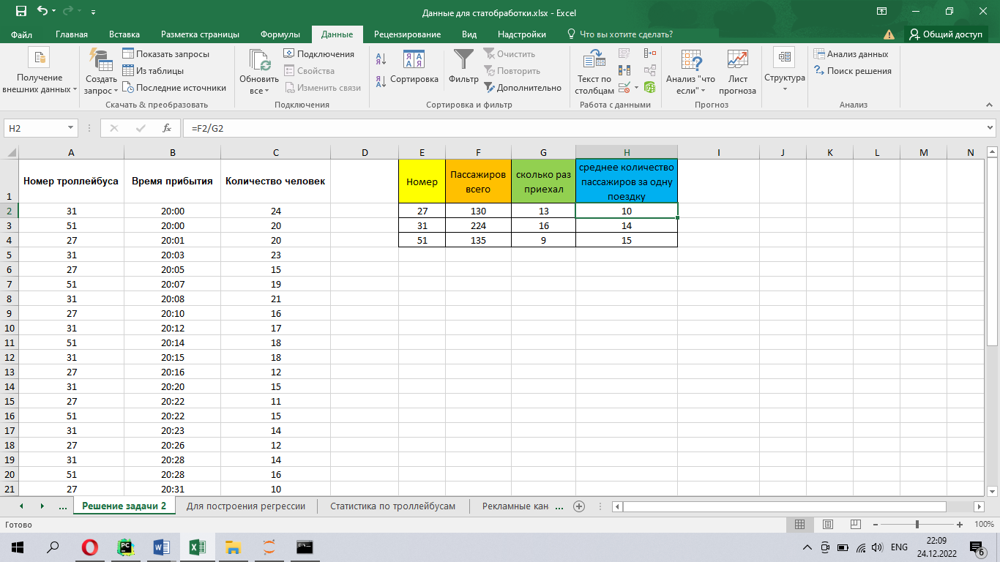 Данные для статобработки.xlsx - Excel
Файл Главная Вставка Разметка страницы Формулы Данные Рецензирование Вид Надстройки Что вы хотите сделать? Общий доступ
Получение внешних данных
Создать запрос
Показать запросы
Из таблицы
Последние источники
Скачать & преобразовать
Обновить все
Подключения
Свойства
Изменить связи
Подключения
Сортировка
Фильтр
Очистить
Повторить
Дополнительно
Сортировка и фильтр
Текст по столбцам
Работа с данными
Анализ "что если"
Лист прогноза
Прогноз
Структура
Анализ данных
Поиск решения
Анализ
H2 fx =F2/G2
A B C D E F G H I J K L M N
1 Номер троллейбуса Время прибытия Количество человек Номер Пассажиров всего сколько раз приехал среднее количество пассажиров за одну поездку
2 31 20:00 24 27 130 13 10
3 51 20:00 20 31 224 16 14
4 27 20:01 20 51 135 9 15
5 31 20:03 23
6 27 20:05 15
7 51 20:07 19
8 31 20:08 21
9 27 20:10 16
10 31 20:12 17
11 51 20:14 18
12 31 20:15 18
13 27 20:16 12
14 31 20:20 15
15 27 20:22 11
16 51 20:22 15
17 31 20:23 14
18 27 20:26 12
19 31 20:28 14
20 51 20:28 16
21 27 20:31 10
... Решение задачи 2 Для построения регрессии Статистика по троллейбусам Рекламные кан ...
Готово 100%
ENG 22:09
24.12.2022 6